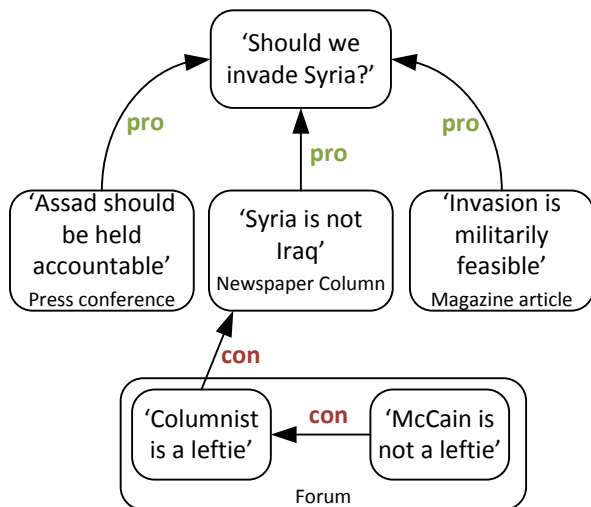 ‘Should we
invade Syria?’
pro
pro
pro
‘Assad should
be held
accountable’
Press conference
‘Syria is not
Iraq’
Newspaper Column
‘Invasion is
militarily
feasible’
Magazine article
con
‘Columnist
is a leftie’
con
‘McCain is
not a leftie’
Forum